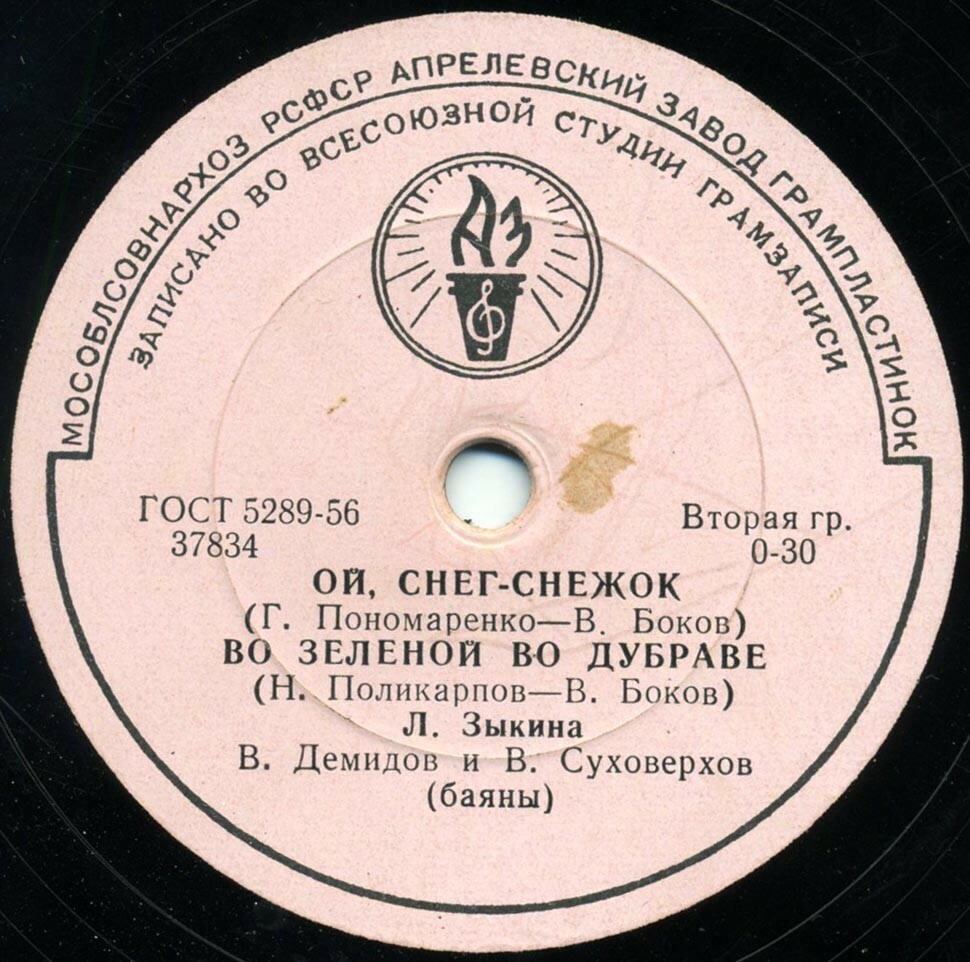 МОСОБЛСОВНАРХОЗ РСФСР АПРЕЛЕВСКИЙ ЗАВОД ГРАМПЛАСТИНОК
ЗАПИСАНО ВО ВСЕСОЮЗНОЙ СТУДИИ ГРАМЗАПИСИ
АЗ
ГОСТ 5289-56
37834
Вторая гр.
0-30
ОЙ, СНЕГ-СНЕЖОК
(Г. Пономаренко—В. Боков)
ВО ЗЕЛЕНОЙ ВО ДУБРАВЕ
(Н. Поликарпов—В. Боков)
Л. Зыкина
В. Демидов и В. Суховерхов
(баяны)